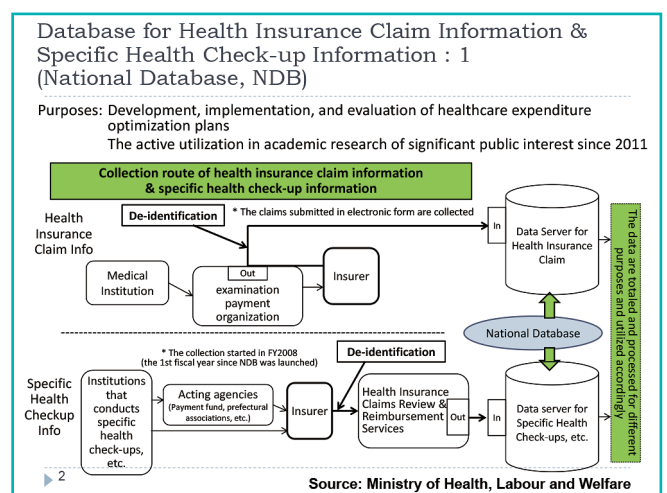 Database for Health Insurance Claim Information &
Specific Health Check-up Information : 1
(National Database, NDB)
Purposes: Development, implementation, and evaluation of healthcare expenditure
optimization plans
The active utilization in academic research of significant public interest since 2011
Collection route of health insurance claim information
& specific health check-up information
Health
Insurance
Claim Info
De-identification
* The claims submitted in electronic form are collected
Medical
Institution
Out
examination
payment
organization
Insurer
In
Data Server for
Health Insurance
Claim
National Database
The data are totaled and processed for different
purposes and utilized accordingly
* The collection started in FY2008
(the 1st fiscal year since NDB was launched)
De-identification
Specific
Health
Checkup
Info
Institutions
that
conducts
specific
health
check-ups,
etc.
Acting agencies
(Payment fund, prefectural
associations, etc.)
Insurer
Health Insurance
Claims Review &
Reimbursement
Services
Out
In
Data server for
Specific Health
Check-ups, etc.
2
Source: Ministry of Health, Labour and Welfare